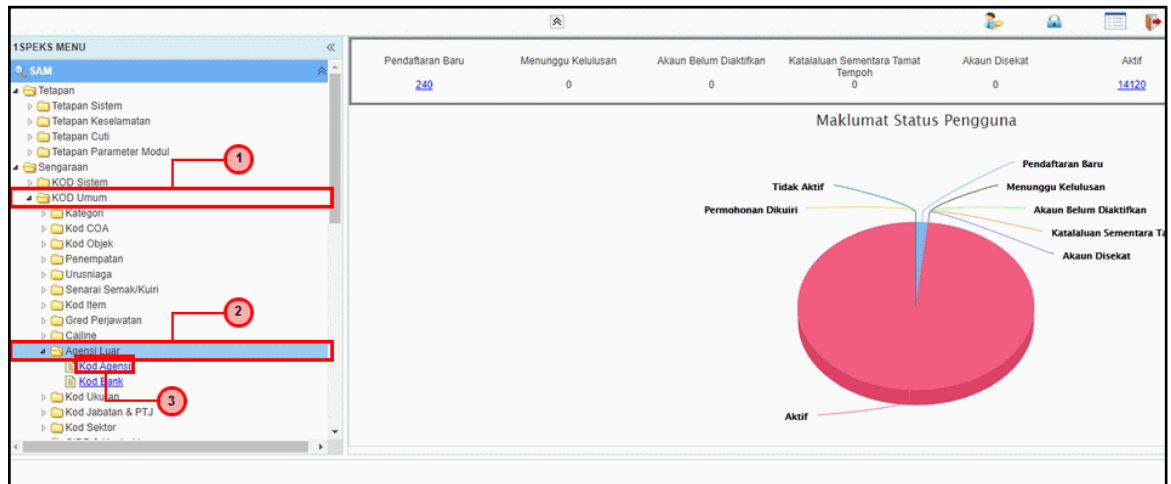 1SPEKS MENU
SAM
Tetapan
Tetapan Sistem
Tetapan Keselamatan
Tetapan Cuti
Tetapan Parameter Modul
Sengaraan
KOD Sistem
KOD Umum
Kategori
Kod COA
Kod Objek
Penempatan
Urusniaga
Senarai Semak/Kuiri
Kod Item
Gred Perjawatan
Cajline
Agensi Luar
Kod Agensi
Kod Bank
Kod Ukuran
Kod Jabatan & PTJ
Kod Sektor
1
2
3
Pendaftaran Baru
240
Menunggu Kelulusan
0
Akaun Belum Diaktifkan
0
Katalaluan Sementara Tamat
Tempoh
0
Akaun Disekat
0
Aktif
14120
Maklumat Status Pengguna
Pendaftaran Baru
Tidak Aktif
Menunggu Kelulusan
Permohonan Dikuiri
Akaun Belum Diaktifkan
Katalaluan Sementara Ta
Akaun Disekat
Aktif